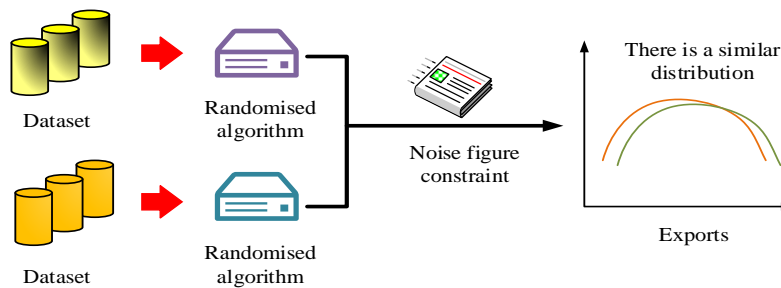 Dataset
Randomised
algorithm
Dataset
Randomised
algorithm
Noise figure
constraint
There is a similar
distribution
Exports